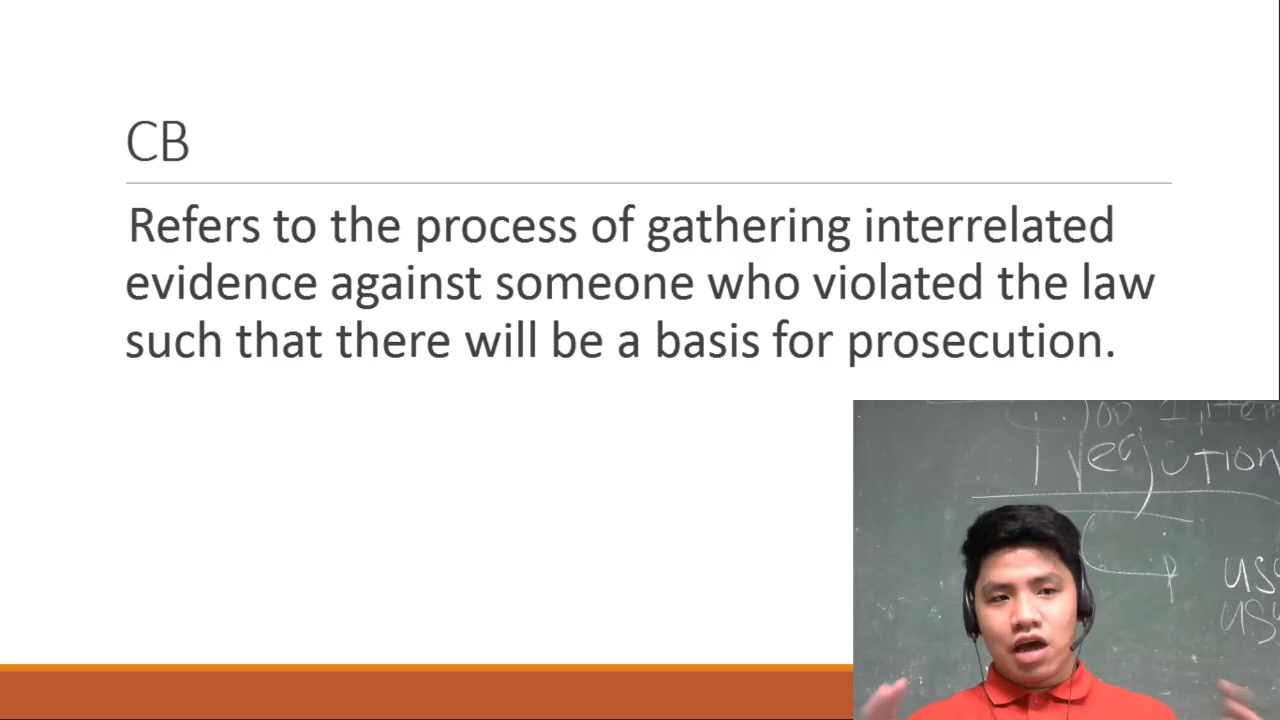 CB
Refers to the process of gathering interrelated
evidence against someone who violated the law
such that there will be a basis for prosecution.